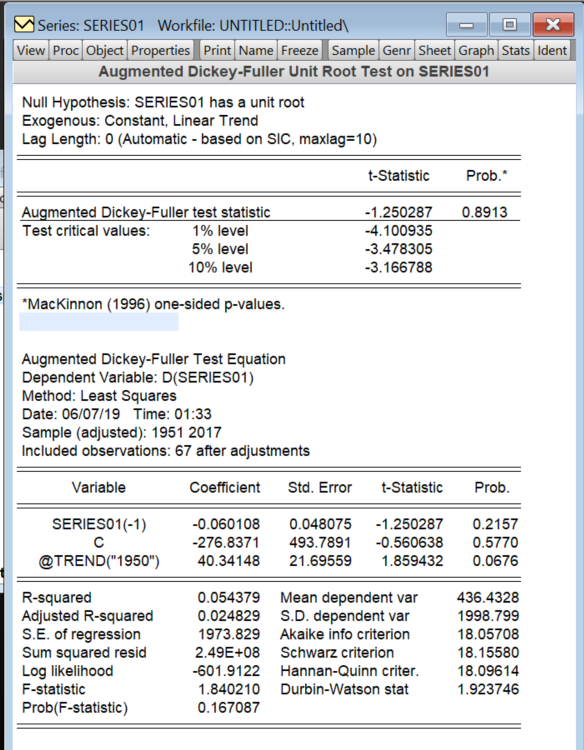 Series: SERIES01 Workfile: UNTITLED::Untitled\
View Proc Object Properties Print Name Freeze Sample Genr Sheet Graph Stats Ident
Augmented Dickey-Fuller Unit Root Test on SERIES01
Null Hypothesis: SERIES01 has a unit root
Exogenous: Constant, Linear Trend
Lag Length: 0 (Automatic - based on SIC, maxlag=10)
t-Statistic Prob.*
Augmented Dickey-Fuller test statistic -1.250287 0.8913
Test critical values: 1% level -4.100935
5% level -3.478305
10% level -3.166788
*MacKinnon (1996) one-sided p-values.
Augmented Dickey-Fuller Test Equation
Dependent Variable: D(SERIES01)
Method: Least Squares
Date: 06/07/19 Time: 01:33
Sample (adjusted): 1951 2017
Included observations: 67 after adjustments
Variable Coefficient Std. Error t-Statistic Prob.
SERIES01(-1) -0.060108 0.048075 -1.250287 0.2157
C -276.8371 493.7891 -0.560638 0.5770
@TREND("1950") 40.34148 21.69559 1.859432 0.0676
R-squared 0.054379 Mean dependent var 436.4328
Adjusted R-squared 0.024829 S.D. dependent var 1998.799
S.E. of regression 1973.829 Akaike info criterion 18.05708
Sum squared resid 2.49E+08 Schwarz criterion 18.15580
Log likelihood -601.9122 Hannan-Quinn criter. 18.09614
F-statistic 1.840210 Durbin-Watson stat 1.923746
Prob(F-statistic) 0.167087